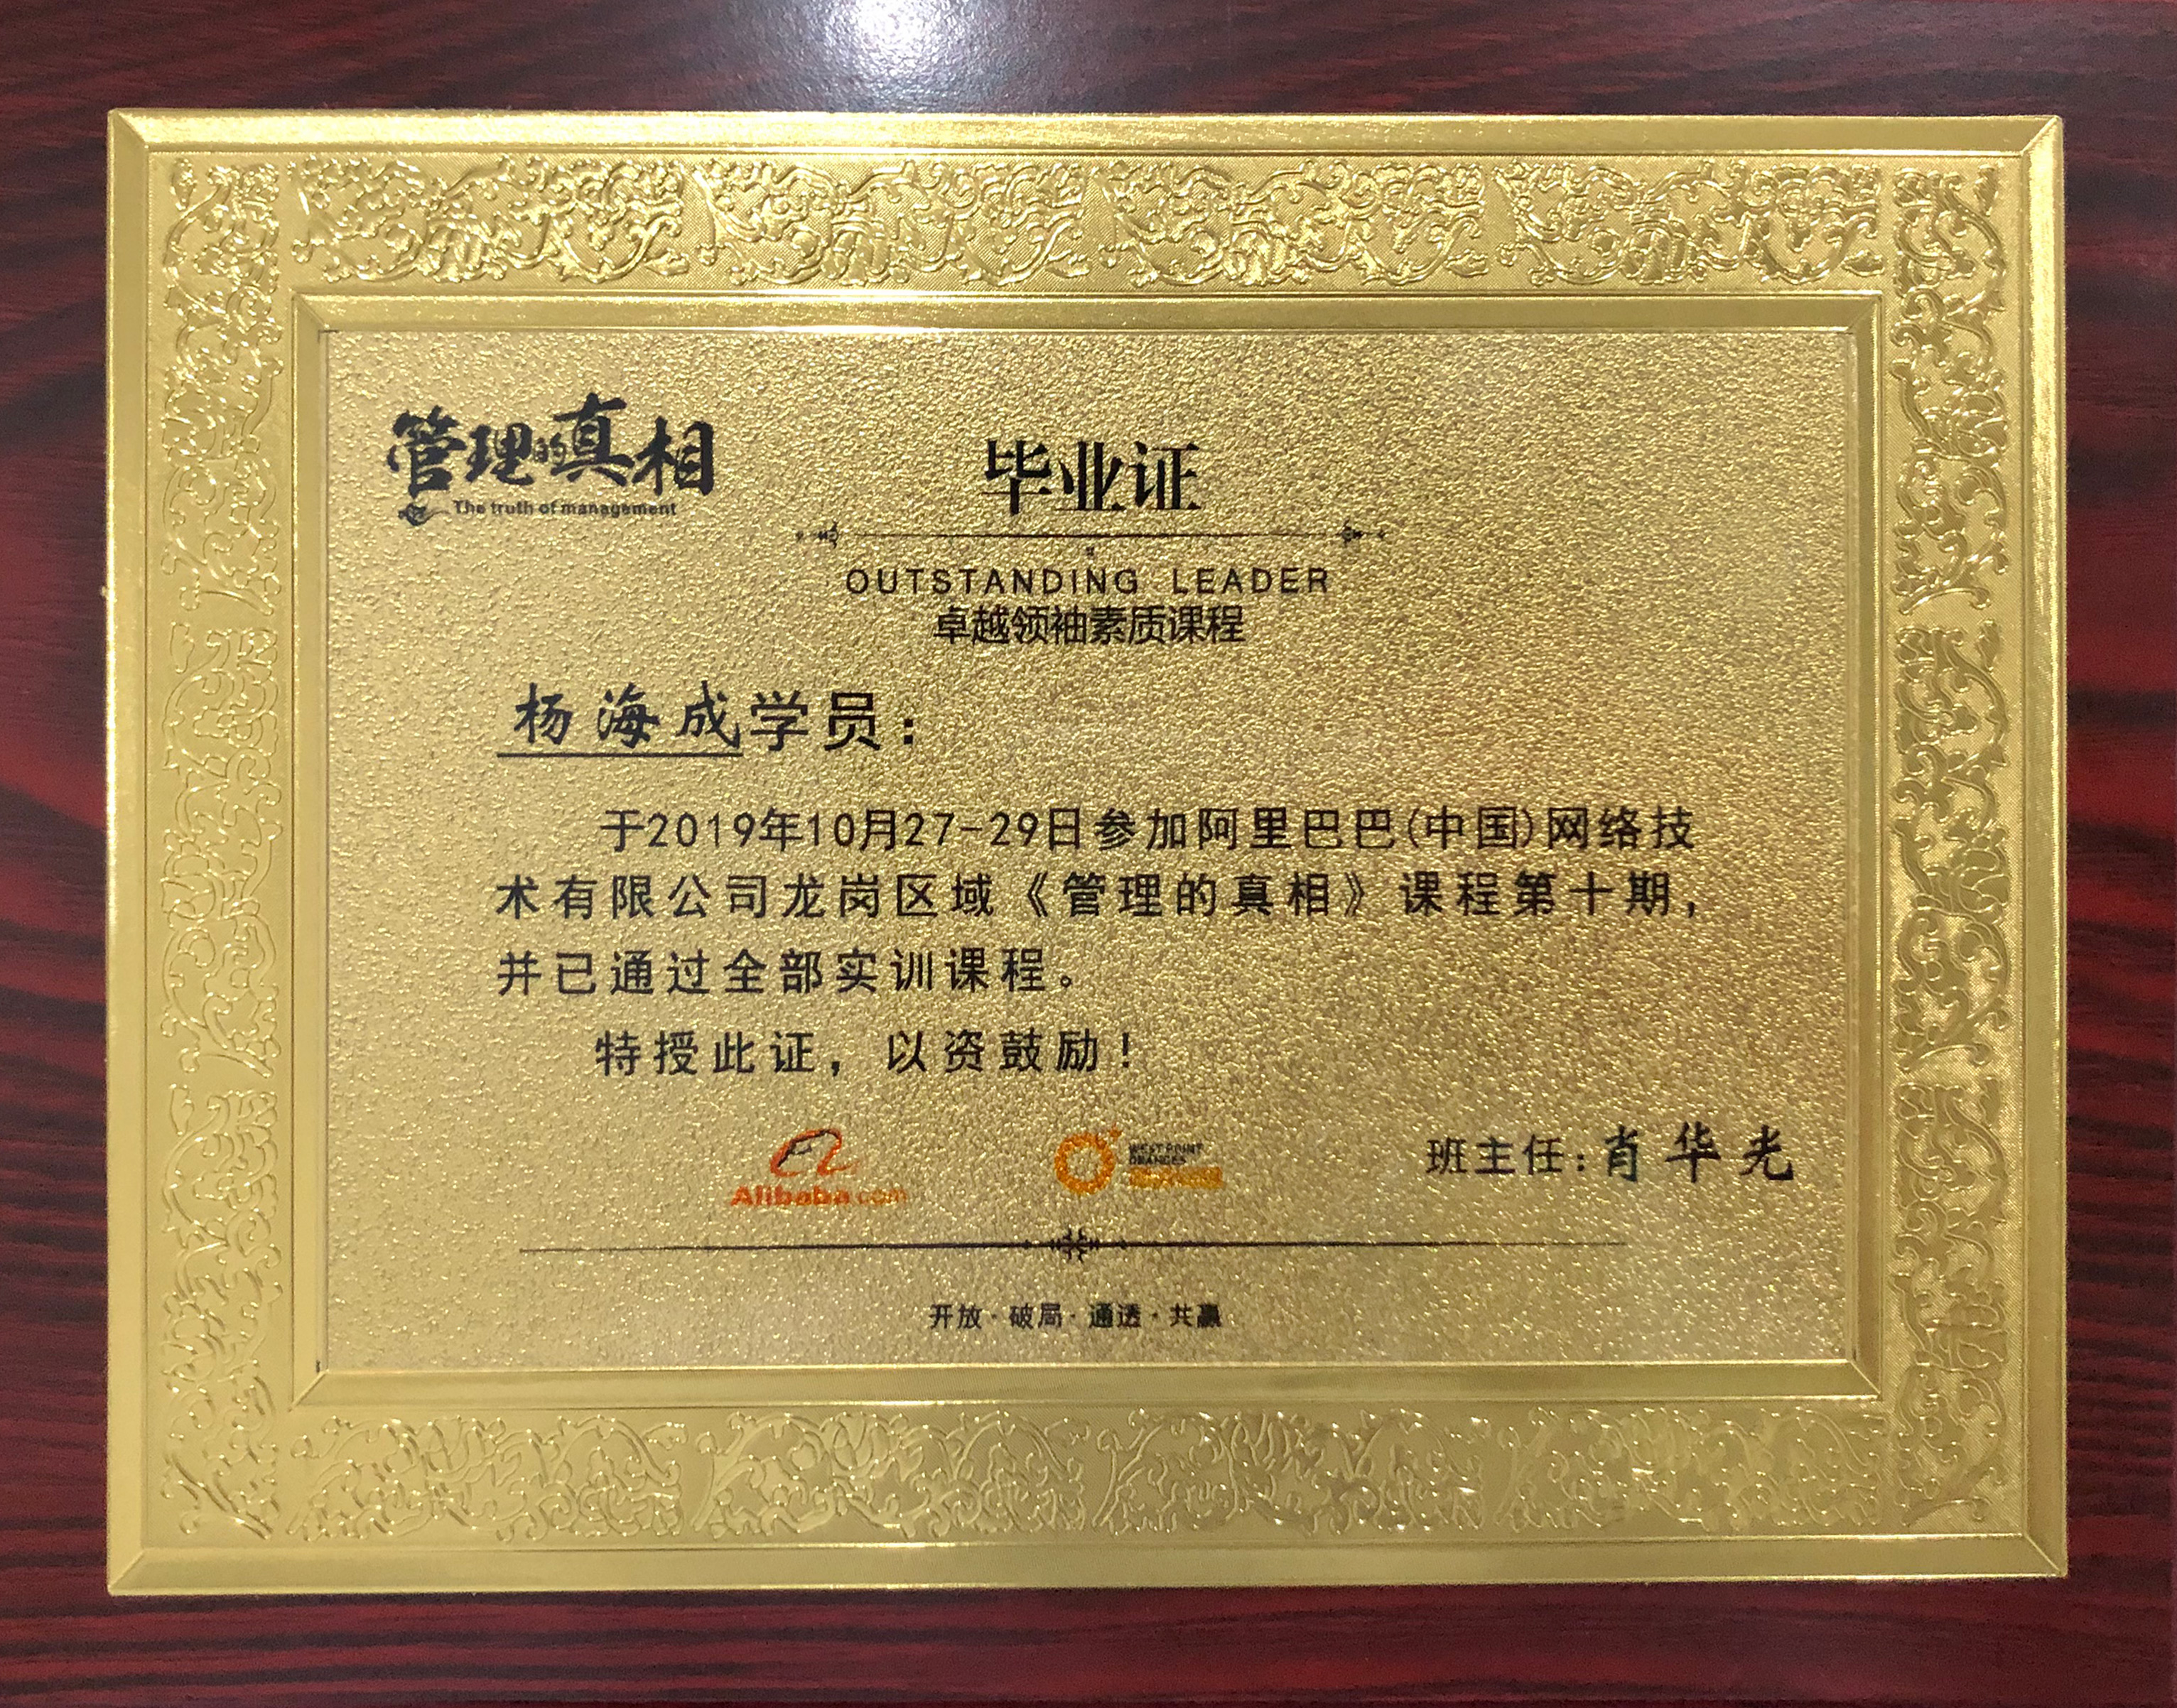 管理的真相
The truth of management
毕业证
OUTSTANDING LEADER
卓越领袖素质课程
杨海成学员：
于2019年10月27-29日参加阿里巴巴(中国)网络技
术有限公司龙岗区域《管理的真相》课程第十期，
并已通过全部实训课程。
特授此证，以资鼓励！
Alibaba.com
WEST POINT
ORANGES
班主任：肖华光
开放·破局·通透·共赢